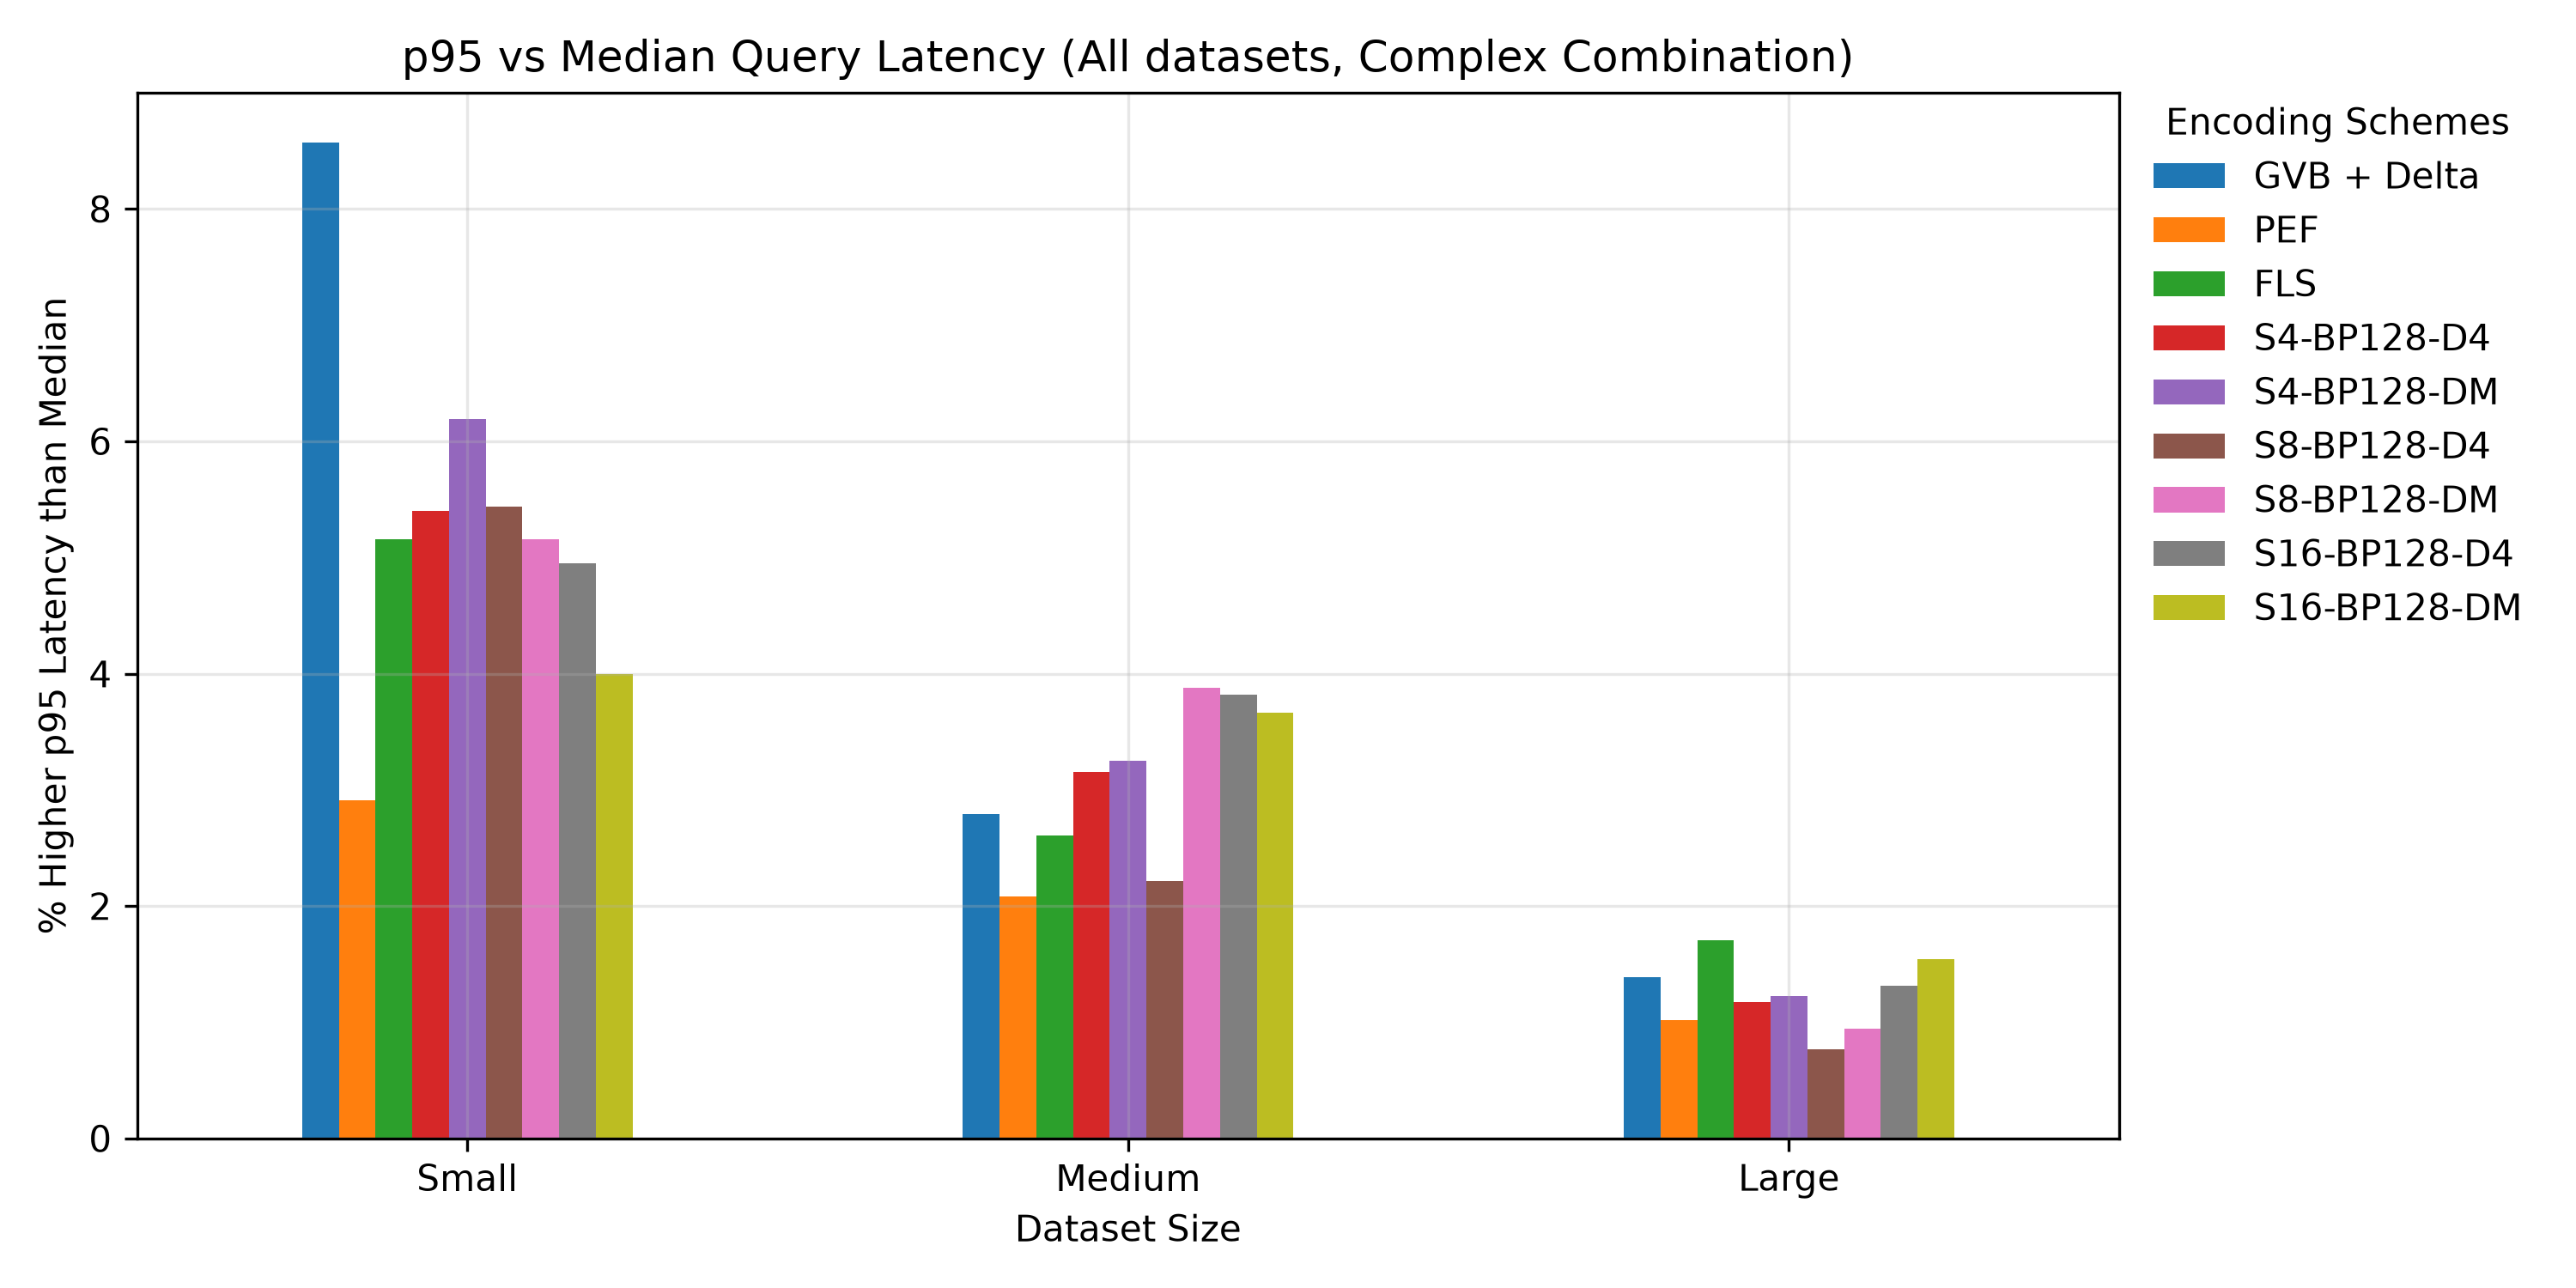 p95 vs Median Query Latency (All datasets, Complex Combination)
% Higher p95 Latency than Median
8
6
4
2
0
Small
Medium
Large
Dataset Size
Encoding Schemes
GVB + Delta
PEF
FLS
S4-BP128-D4
S4-BP128-DM
S8-BP128-D4
S8-BP128-DM
S16-BP128-D4
S16-BP128-DM